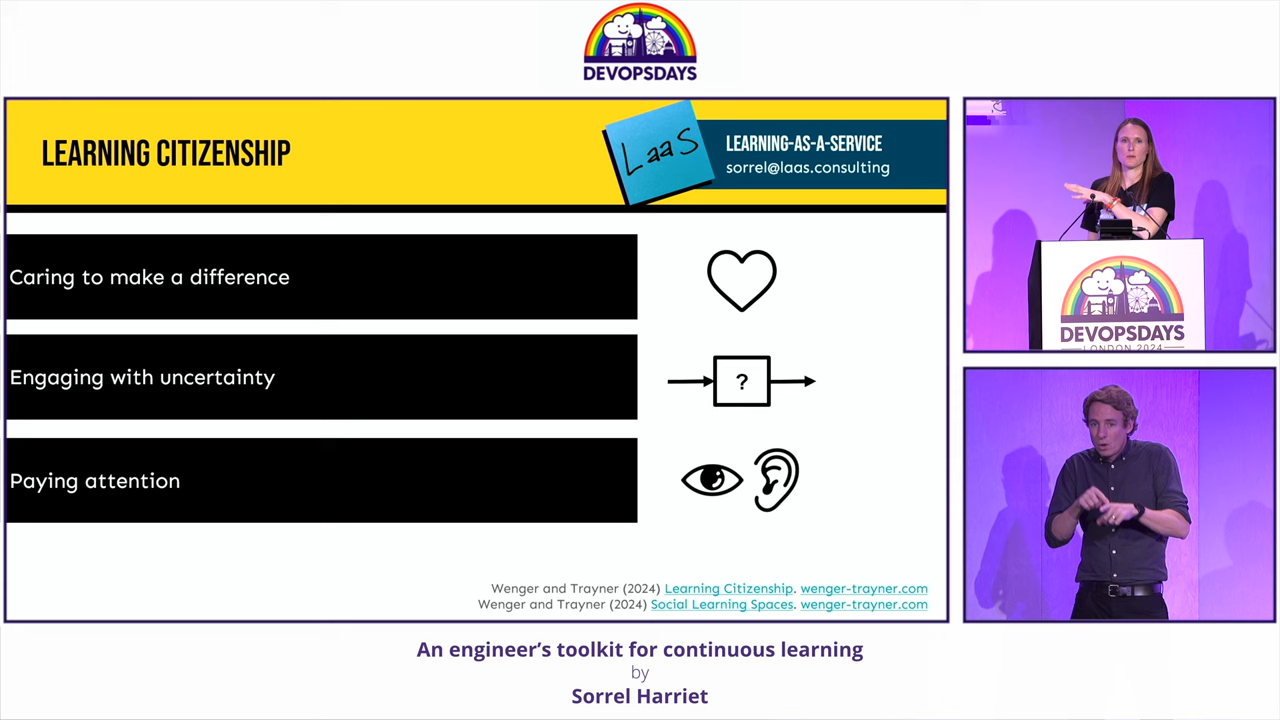 DEVOPSDAYS
LEARNING CITIZENSHIP
LaaS
LEARNING-AS-A-SERVICE
sorrel@laas.consulting
Caring to make a difference
Engaging with uncertainty
?
Paying attention
Wenger and Trayner (2024) Learning Citizenship. wenger-trayner.com
Wenger and Trayner (2024) Social Learning Spaces. wenger-trayner.com
DEVOPSDAYS
LONDON 2024
An engineer's toolkit for continuous learning
by
Sorrel Harriet